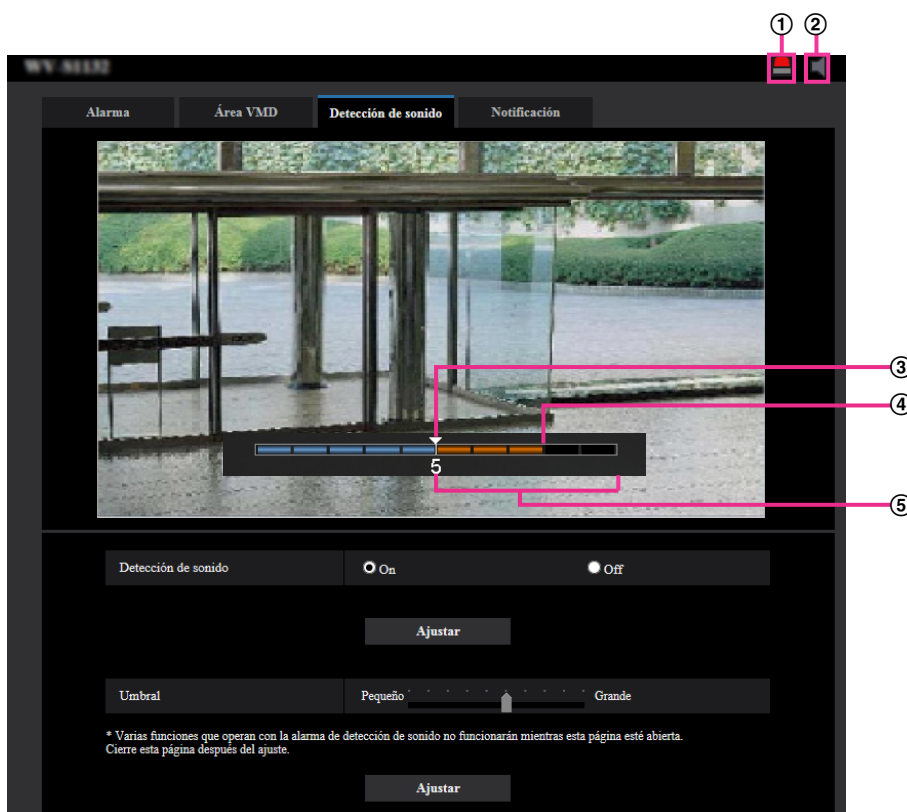 ① ②
WV-S1132
Alarma Área VMD Detección de sonido Notificación
③
④
5
⑤
Detección de sonido On Off
Ajustar
Umbral Pequeño Grande
* Varias funciones que operan con la alarma de detección de sonido no funcionarán mientras esta página esté abierta.
Cierre esta página después del ajuste.
Ajustar